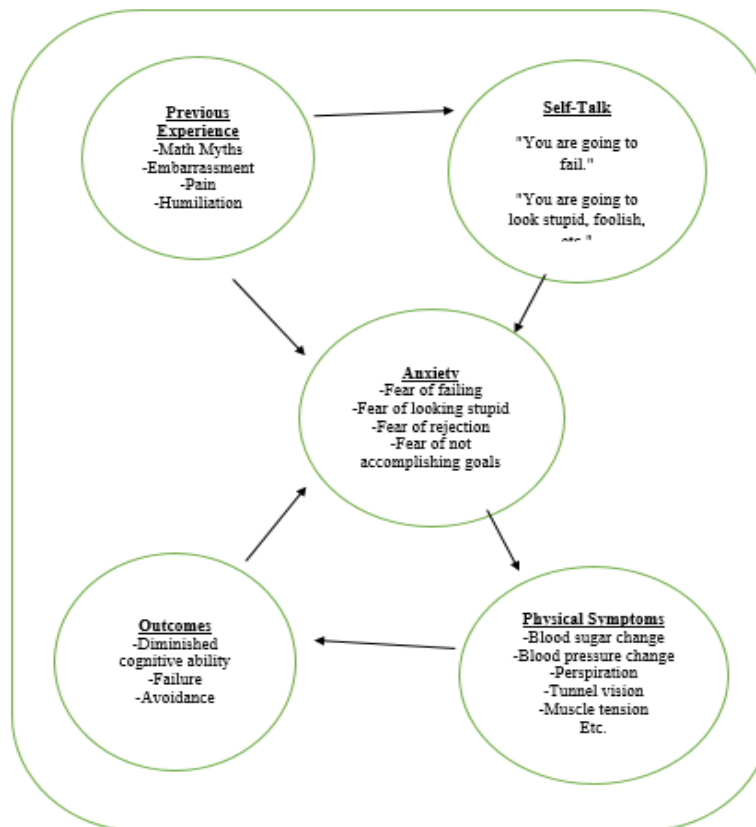 Previous
Experience
-Math Myths
-Embarrassment
-Pain
-Humiliation
Self-Talk
"You are going to
fail."
"You are going to
look stupid, foolish,
etc."
Anxiety
-Fear of failing
-Fear of looking stupid
-Fear of rejection
-Fear of not
accomplishing goals
Outcomes
-Diminished
cognitive ability
-Failure
-Avoidance
Physical Symptoms
-Blood sugar change
-Blood pressure change
-Perspiration
-Tunnel vision
-Muscle tension
Etc.